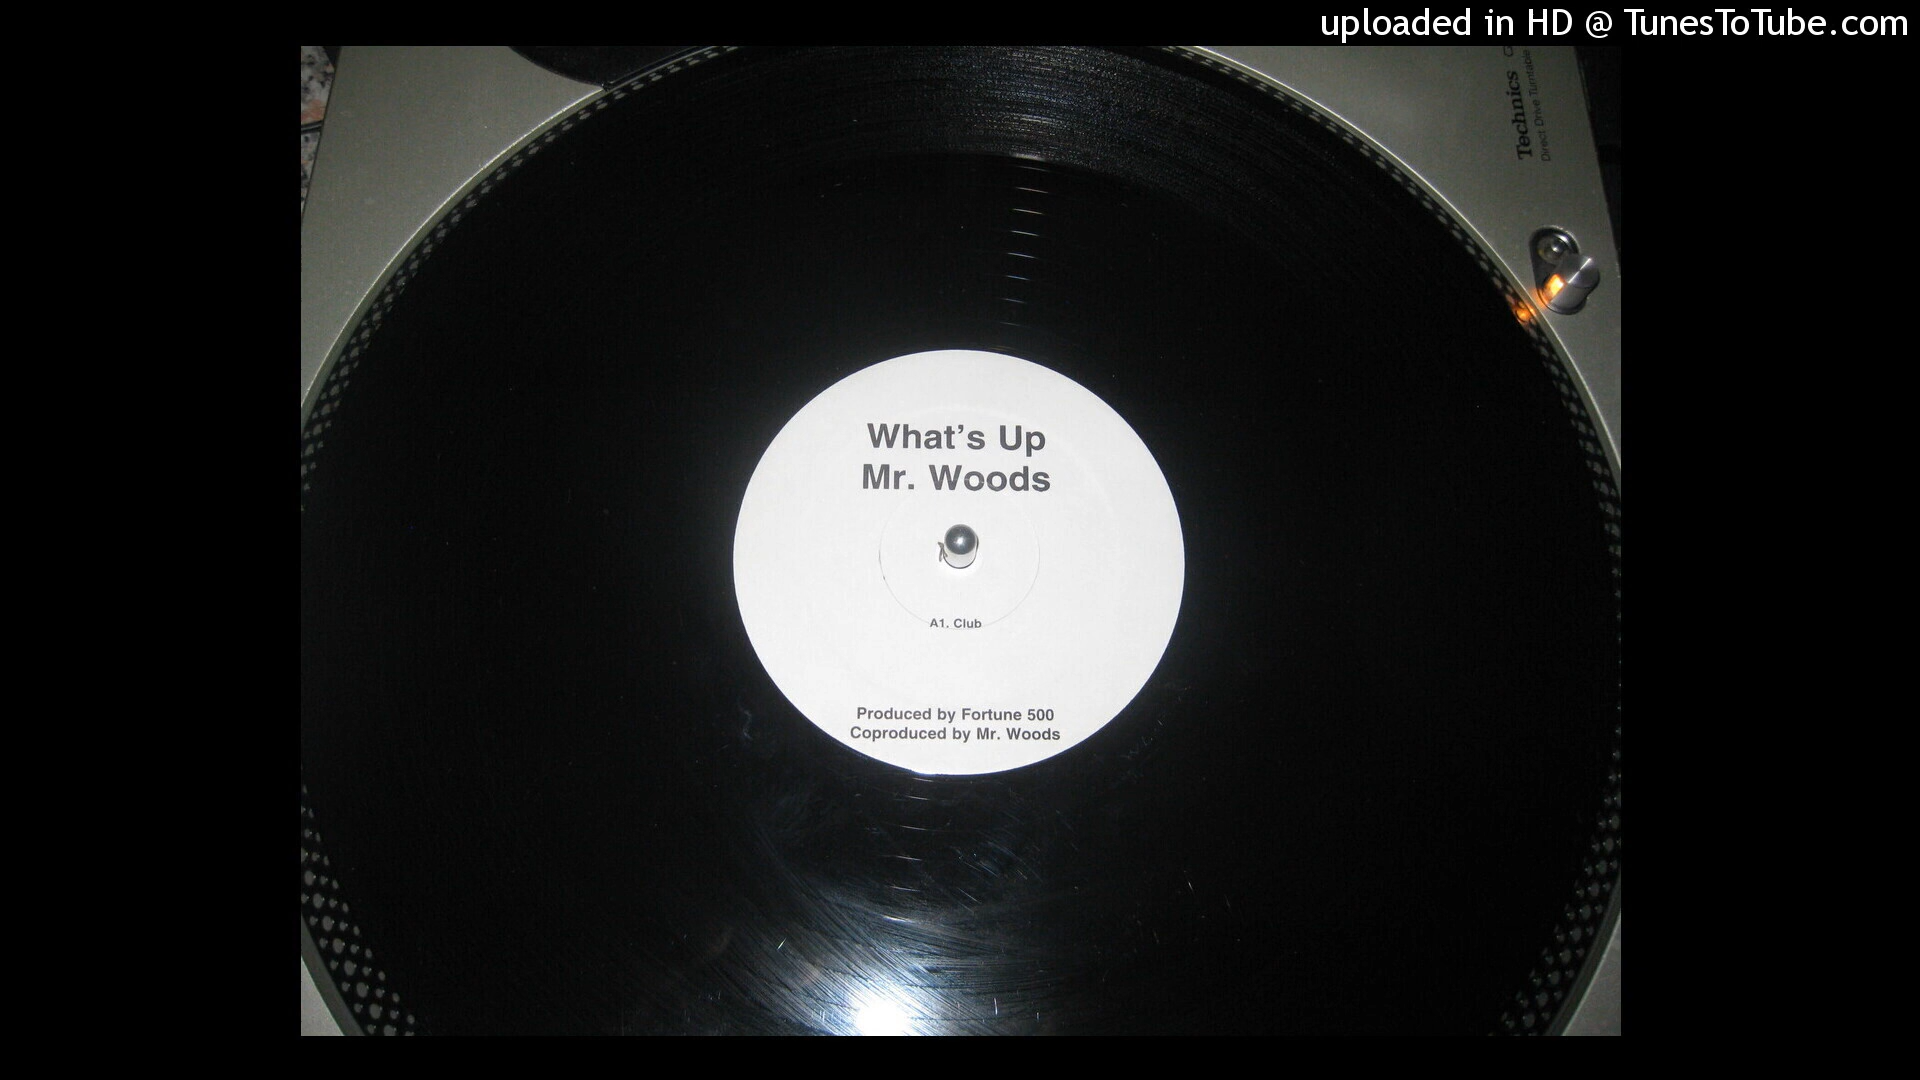 uploaded in HD @ TunesToTube.com
Technics
Direct Drive Turntable
What's Up
Mr. Woods
A1. Club
Produced by Fortune 500
Coproduced by Mr. Woods